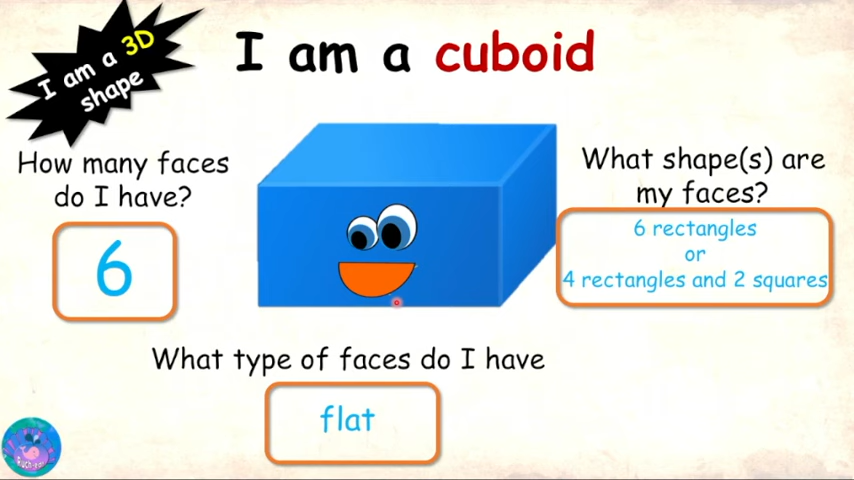 I am a 3D
shape
I am a cuboid
How many faces
do I have?
6
What shape(s) are
my faces?
6 rectangles
or
4 rectangles and 2 squares
What type of faces do I have
flat